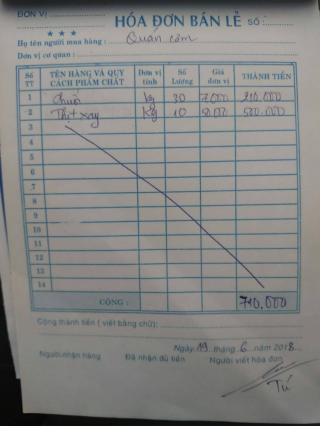 ĐƠN VỊ
HÓA ĐƠN BÁN LẺ SỐ :
★ ★ ★
Họ tên người mua hàng : Quán cơm
Đơn vị cơ quan :
Số TT TÊN HÀNG VÀ QUY CÁCH PHẨM CHẤT Đơn vị tính Số Lượng Giá đơn vị THÀNH TIỀN
1 chuối kg 30 7000 210.000
2 Thịt xay kg 10 500.000
3
4
5
6
7
8
9
10
11
12
13
14
CỘNG : 710.000
Cộng thành tiền ( viết bằng chữ):
Ngày 19 tháng 6 năm 2018
Người nhận hàng Đã nhận đủ tiền Người viết hóa đơn
Tú